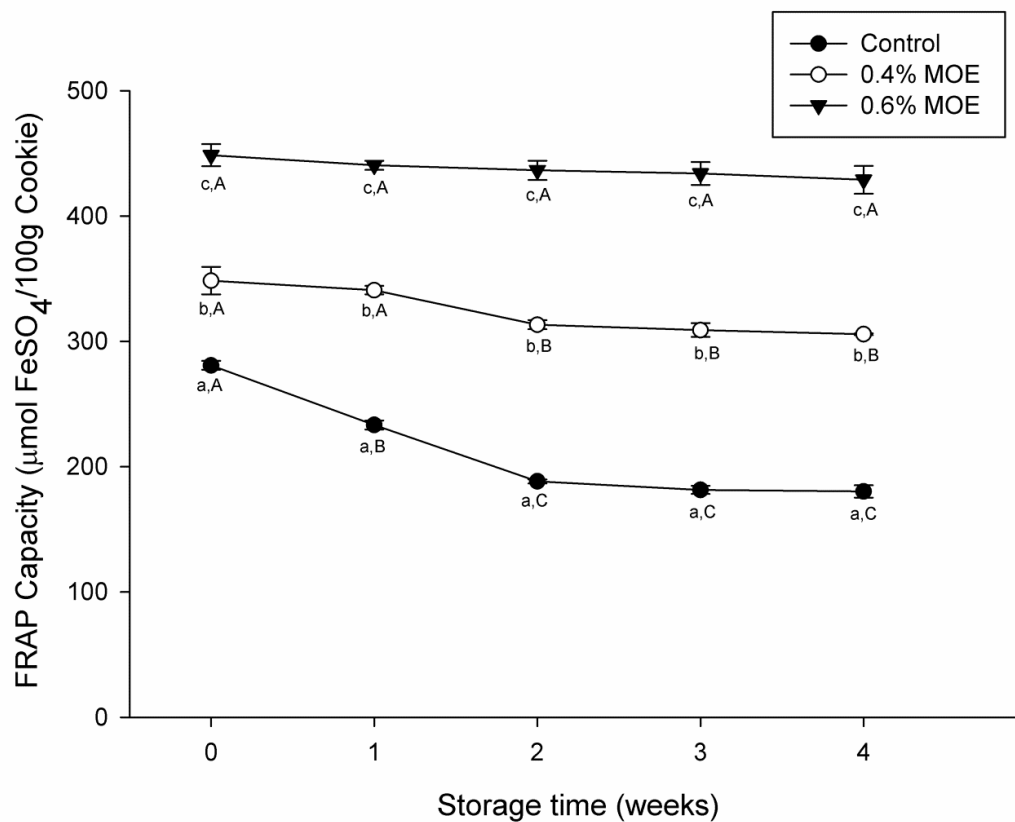 Control
0.4% MOE
0.6% MOE
500
400
300
200
100
0
FRAP Capacity (μmol FeSO4/100g Cookie)
c,A
c,A
c,A
c,A
c,A
b,A
b,A
b,B
b,B
b,B
a,A
a,B
a,C
a,C
a,C
0 1 2 3 4
Storage time (weeks)